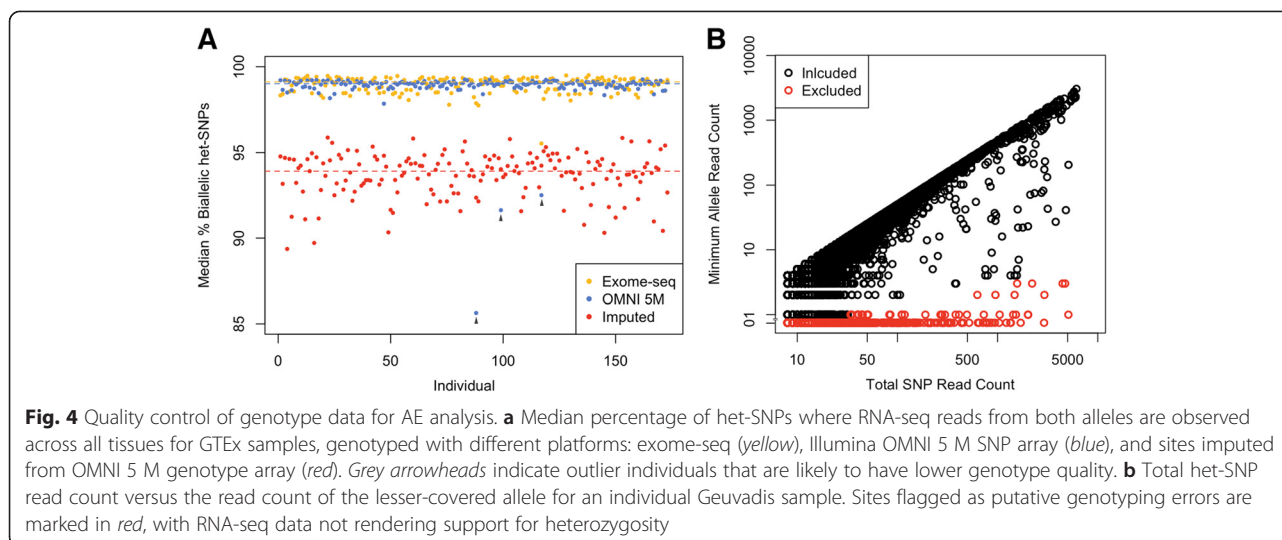 A
Median % Biallelic het-SNPs
100
95
90
85
0
50
100
150
Individual
Exome-seq
OMNI 5M
Imputed
B
Minimum Allele Read Count
10000
1000
100
10
01
10
50
500
5000
Total SNP Read Count
Inlcuded
Excluded
Fig. 4 Quality control of genotype data for AE analysis. a Median percentage of het-SNPs where RNA-seq reads from both alleles are observed
across all tissues for GTEx samples, genotyped with different platforms: exome-seq (yellow), Illumina OMNI 5 M SNP array (blue), and sites imputed
from OMNI 5 M genotype array (red). Grey arrowheads indicate outlier individuals that are likely to have lower genotype quality. b Total het-SNP
read count versus the read count of the lesser-covered allele for an individual Geuvadis sample. Sites flagged as putative genotyping errors are
marked in red, with RNA-seq data not rendering support for heterozygosity